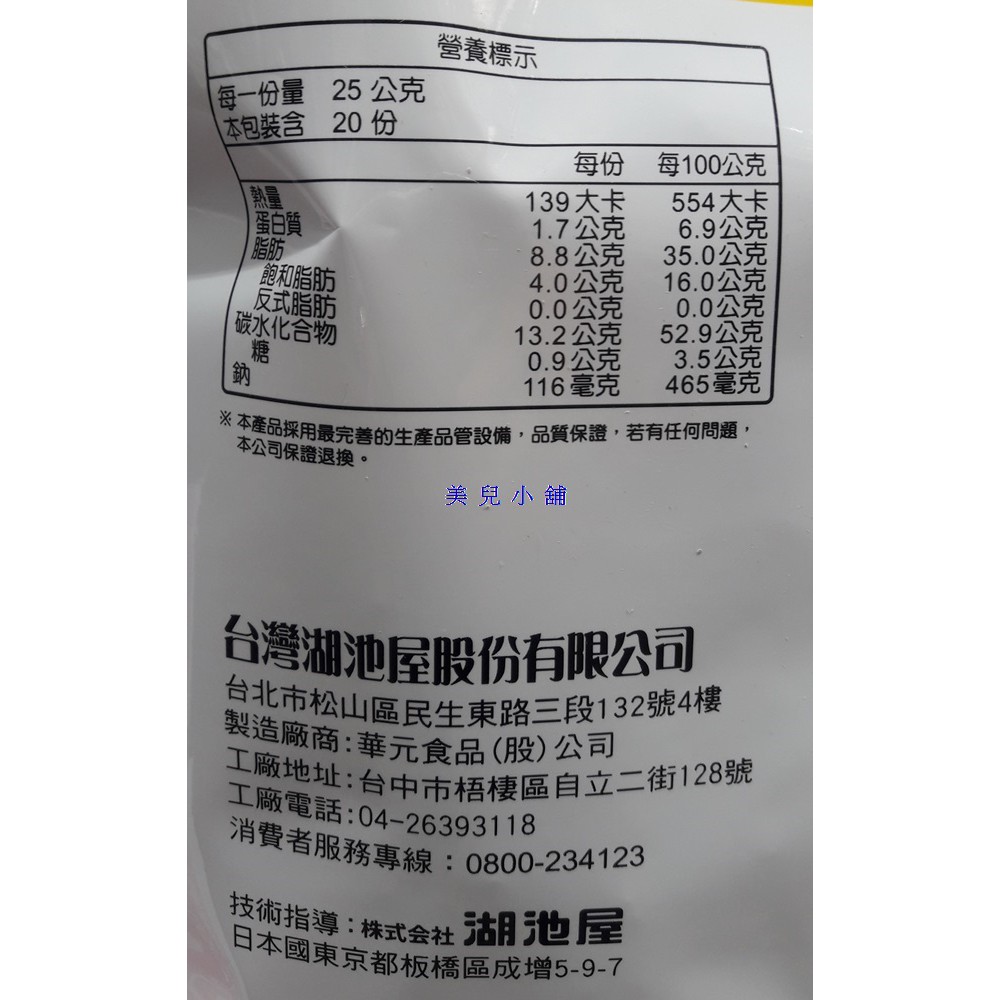 營養標示
每一份量 25 公克
本包裝含 20 份
每份 每100公克
熱量 139大卡 554大卡
蛋白質 1.7公克 6.9公克
脂肪 8.8公克 35.0公克
飽和脂肪 4.0公克 16.0公克
反式脂肪 0.0公克 0.0公克
碳水化合物 13.2公克 52.9公克
糖 0.9公克 3.5公克
鈉 116毫克 465毫克
※ 本產品採用最完善的生產品管設備，品質保證，若有任何問題，
本公司保證退換。
美兒小舖
台灣湖池屋股份有限公司
台北市松山區民生東路三段132號4樓
製造廠商:華元食品(股)公司
工廠地址:台中市梧棲區自立二街128號
工廠電話:04-26393118
消費者服務專線：0800-234123
技術指導：株式会社 湖池屋
日本國東京都板橋區成增5-9-7